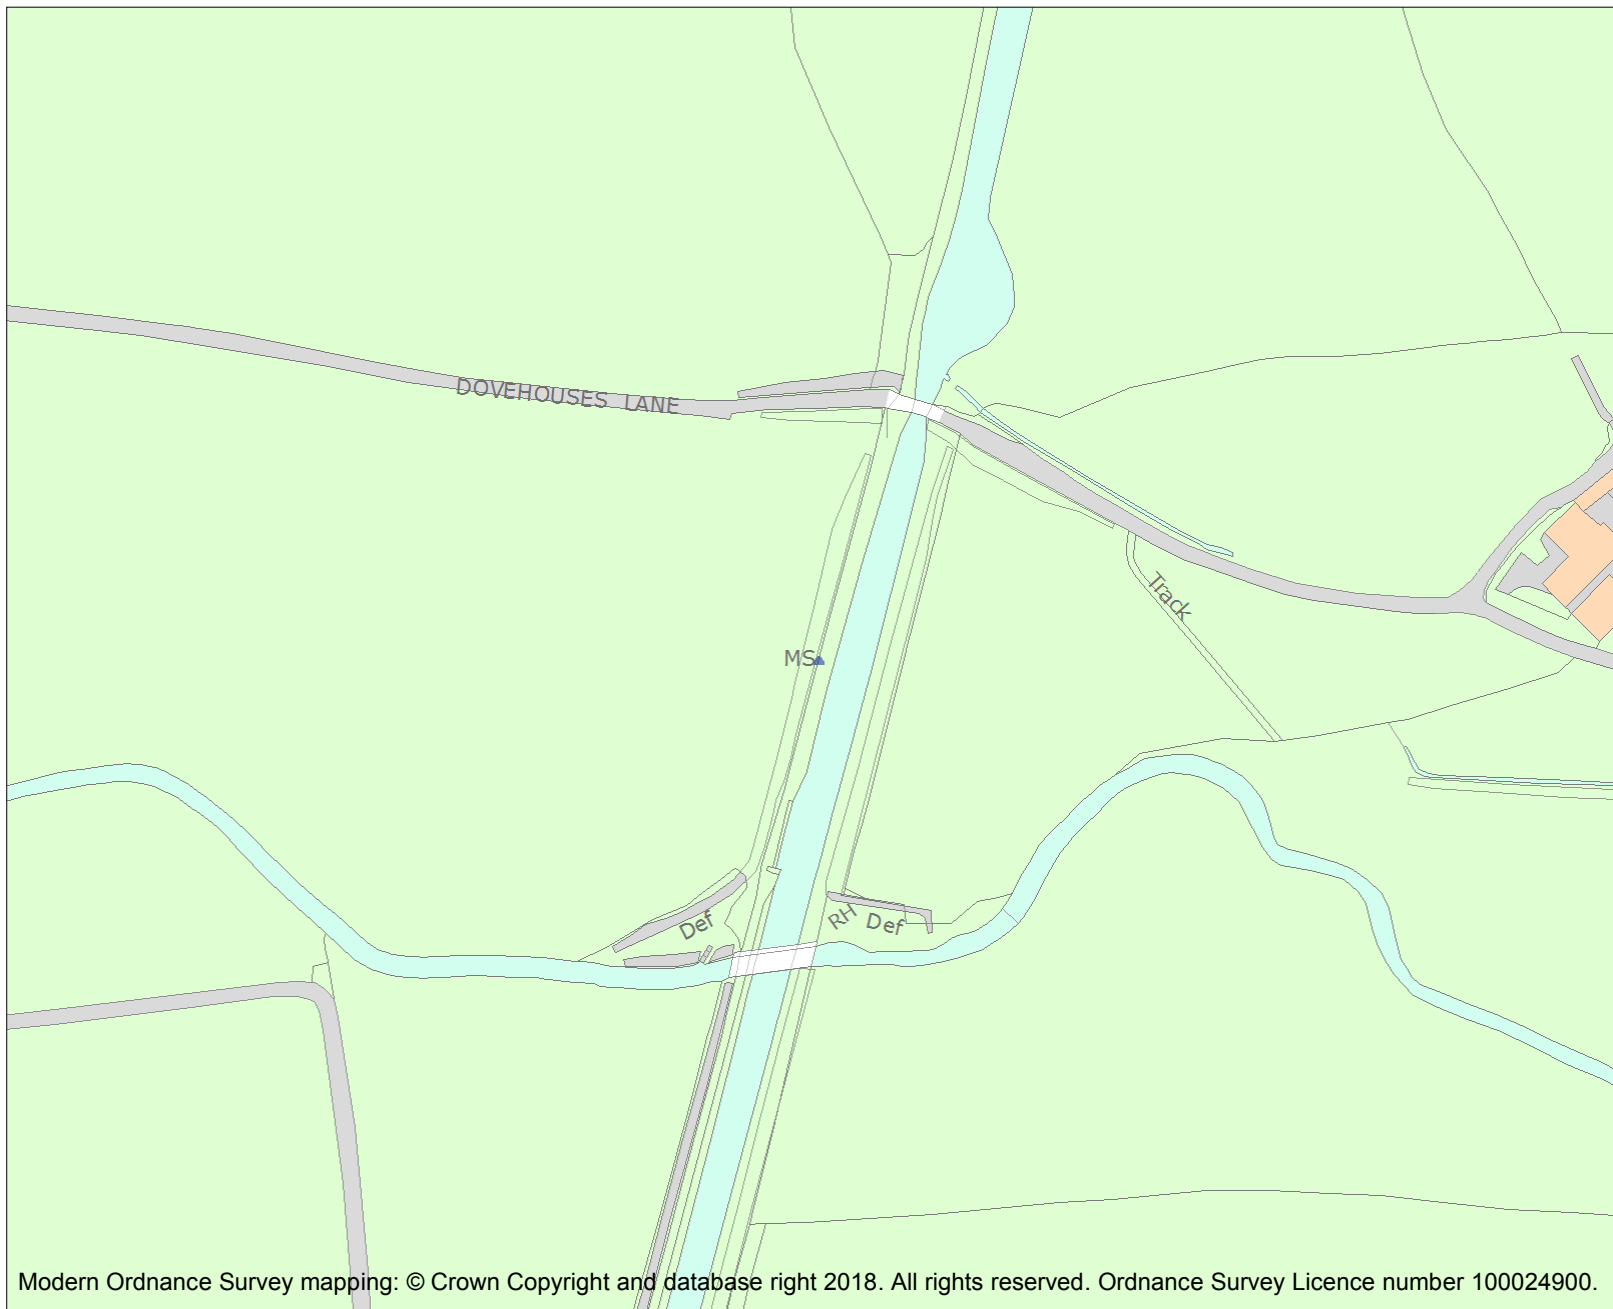 DOVEHOUSES LANE
Track
MS
Def
RH
Def
Modern Ordnance Survey mapping: © Crown Copyright and database right 2018. All rights reserved. Ordnance Survey Licence number 100024900.